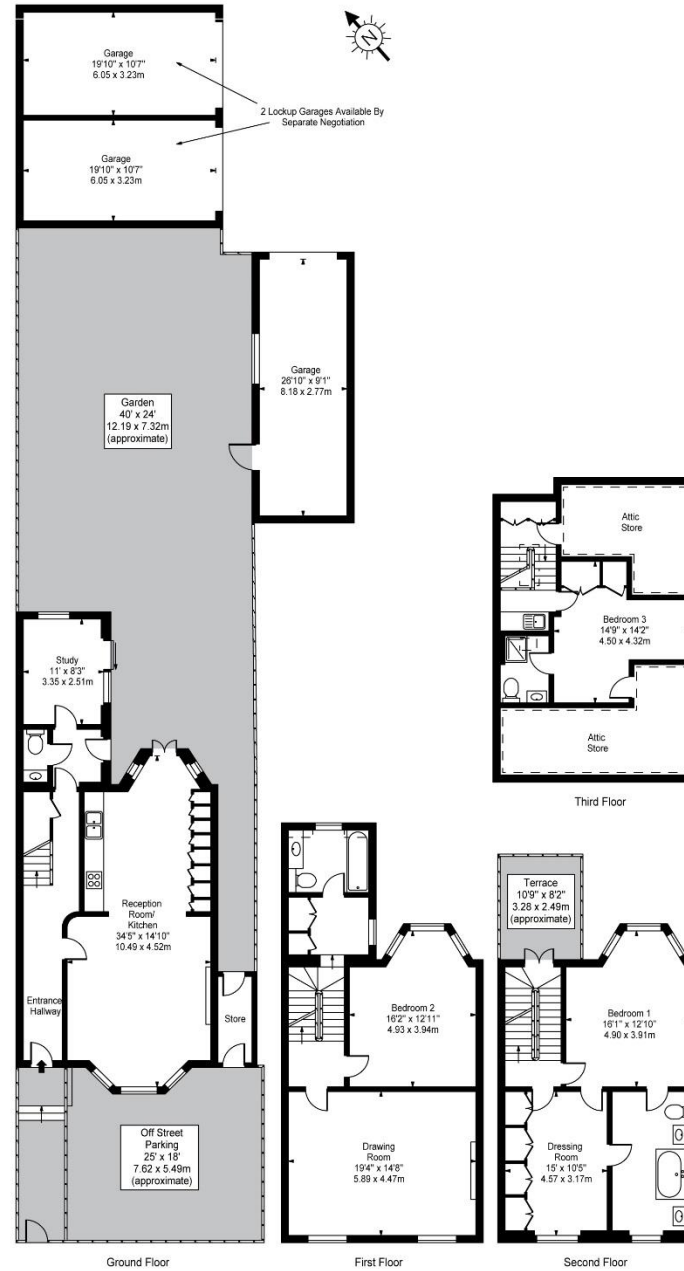 Garage
19'10" x 10'7"
6.05 x 3.23m
N
2 Lockup Garages Available By
Separate Negotiation
Garage
19'10" x 10'7"
6.05 x 3.23m
Garage
26'10" x 9'1"
8.18 x 2.77m
Garden
40' x 24'
12.19 x 7.32m
(approximate)
Study
11' x 8'3"
3.35 x 2.51m
Reception
Room/
Kitchen
34'5" x 14'10"
10.49 x 4.52m
Entrance
Hallway
Store
Off Street
Parking
25' x 18'
7.62 x 5.49m
(approximate)
Ground Floor
Bedroom 2
16'2" x 12'11"
4.93 x 3.94m
Drawing
Room
19'4" x 14'8"
5.89 x 4.47m
First Floor
Attic
Store
Bedroom 3
14'9" x 14'2"
4.50 x 4.32m
Attic
Store
Third Floor
Terrace
10'9" x 8'2"
3.28 x 2.49m
(approximate)
Bedroom 1
16'1" x 12'10"
4.90 x 3.91m
Dressing
Room
15' x 10'5"
4.57 x 3.17m
Second Floor